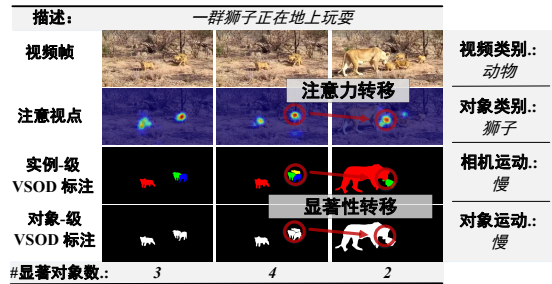 描述： 一群狮子正在地上玩耍
视频帧
注意视点
注意力转移
实例-级
VSOD 标注
显著性转移
对象-级
VSOD 标注
#显著对象数.: 3 4 2
视频类别.:
动物
对象类别.:
狮子
相机运动.:
慢
对象运动.:
慢